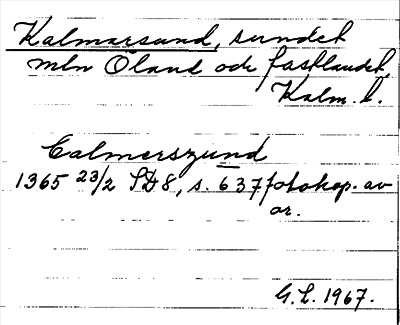 Kalmarsund, sundet
mln Öland och fastlandet,
Kalm. l.
Calmerszund
1365 23/2 SD 8, s. 637 fotokop. av
or.
G.L. 1967.